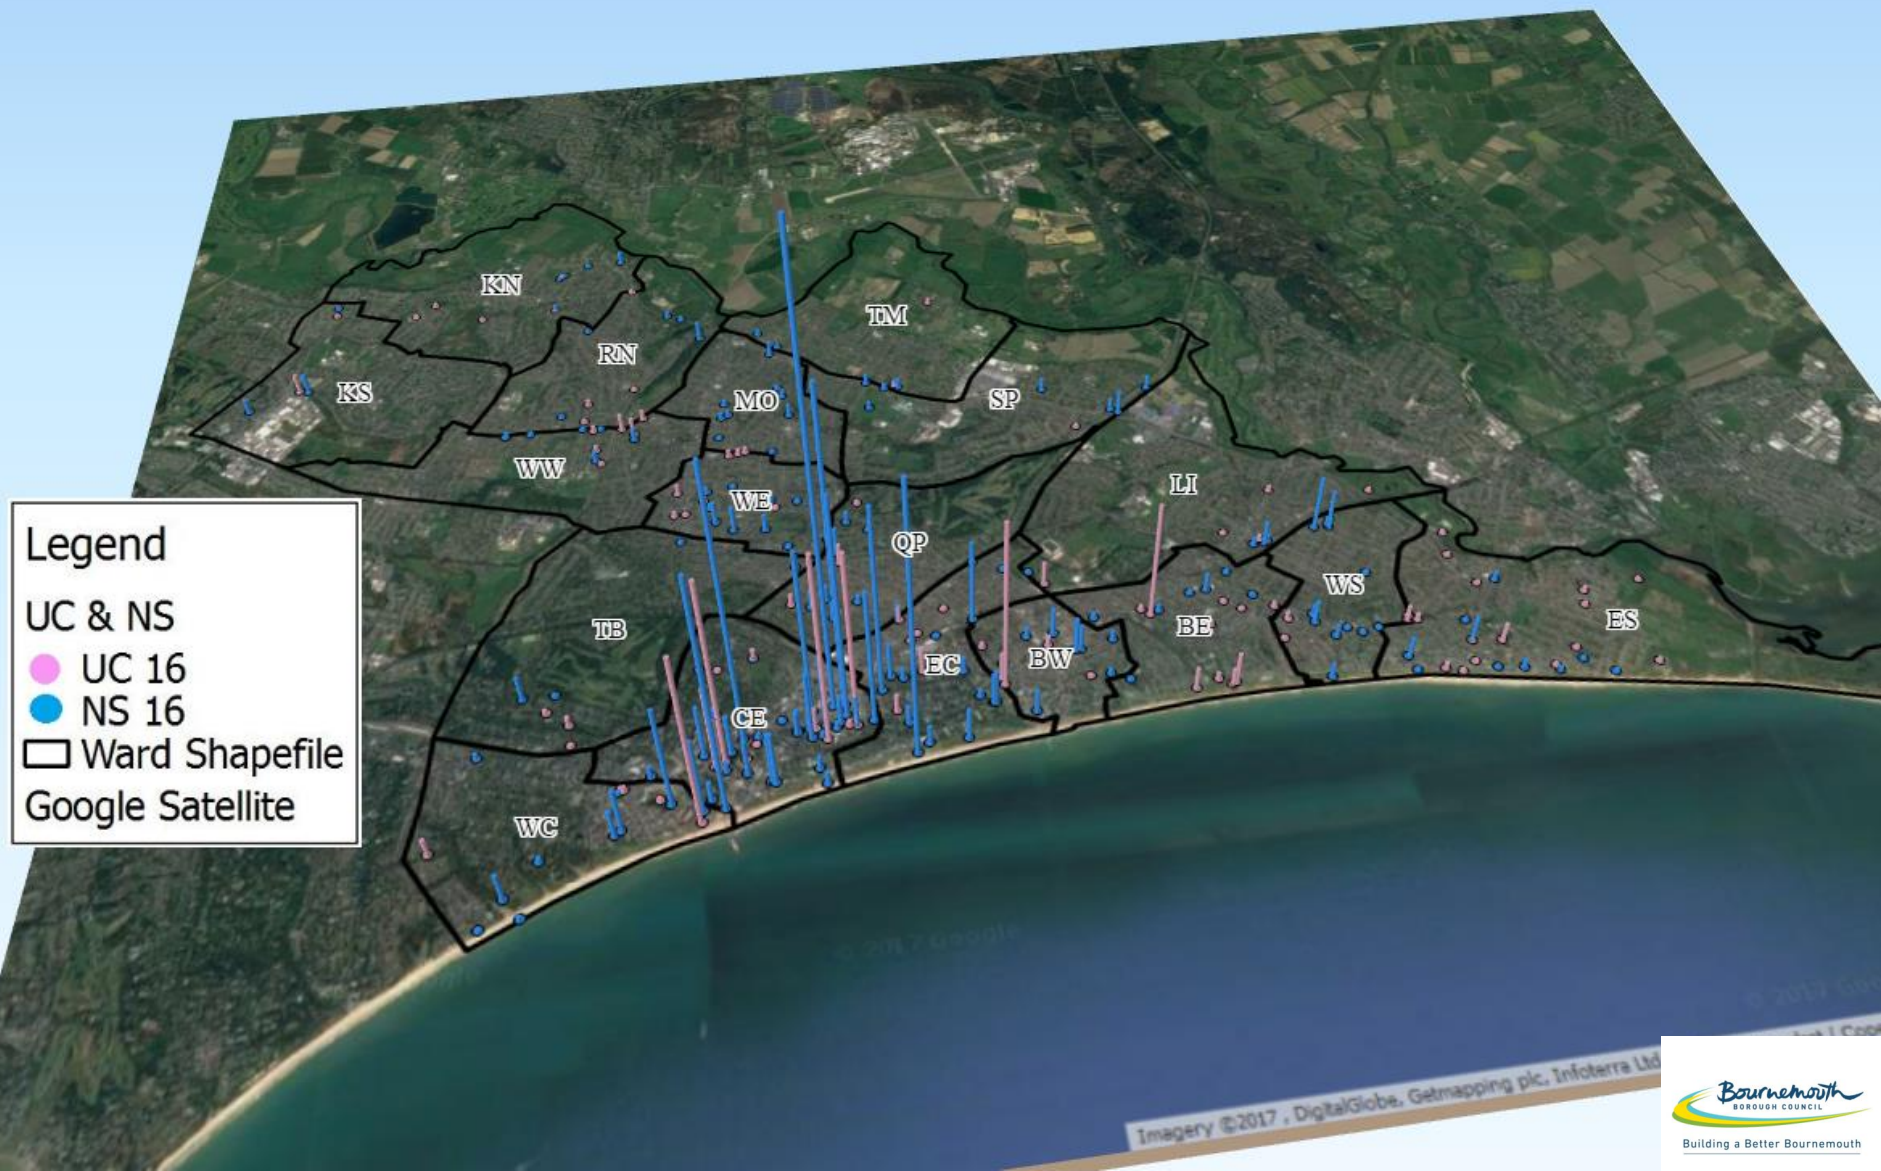 KN
TM
RN
KS
MO
SP
WW
LI
WE
QP
WS
TB
ES
BE
EC
BW
CE
WC
Legend
UC & NS
UC 16
NS 16
Ward Shapefile
Google Satellite
© 2017 Google
© 2017
Imagery ©2017 , DigitalGlobe, Getmapping plc, Infoterra Ltd
Bournemouth
BOROUGH COUNCIL
Building a Better Bournemouth